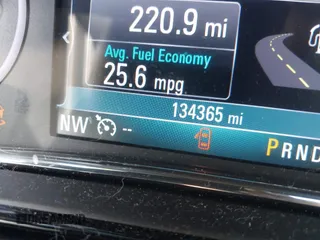 220.9 mi
Avg. Fuel Economy
25.6 mpg
134365 mi
NW -- PRND